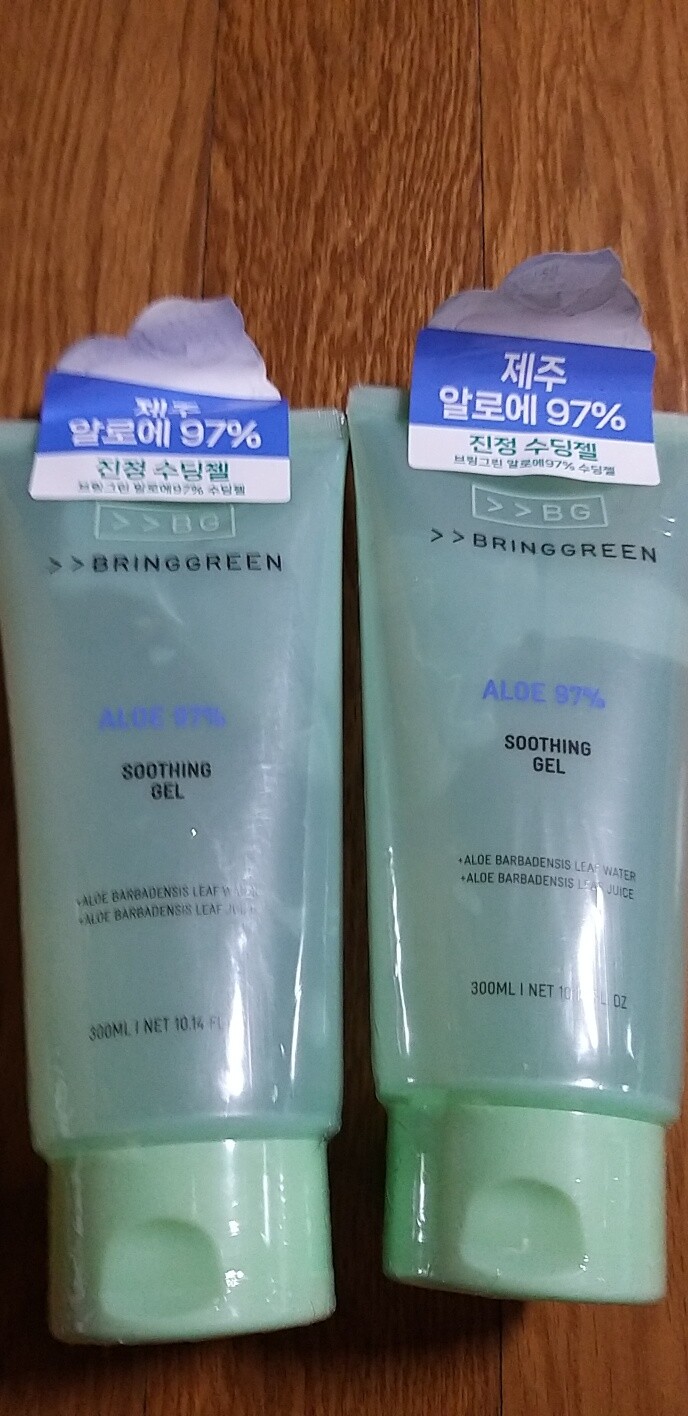 제주
알로에 97%
진정 수딩젤
브링그린 알로에97% 수딩젤
>>BG
>>BRINGGREEN
ALOE 97%
SOOTHING
GEL
+ALOE BARBADENSIS LEAF WATER
+ALOE BARBADENSIS LEAF JUICE
300ML I NET 10.14 FL
제주
알로에 97%
진정 수딩젤
브링그린 알로에97% 수딩젤
>>BG
>>BRINGGREEN
ALOE 97%
SOOTHING
GEL
+ALOE BARBADENSIS LEAF WATER
+ALOE BARBADENSIS LEAF JUICE
300ML I NET FL OZ